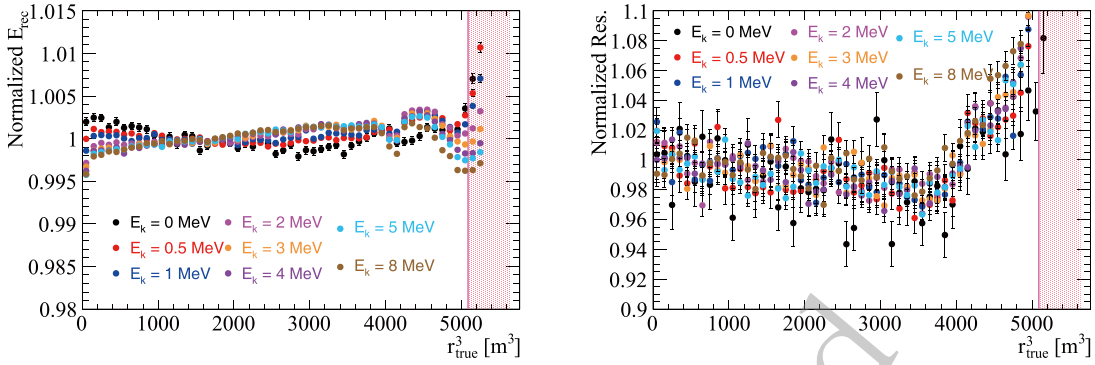 Normalized E_rec
1.015
1.01
1.005
1
0.995
0.99
0.985
0.98
E_k = 0 MeV
E_k = 0.5 MeV
E_k = 1 MeV
E_k = 2 MeV
E_k = 3 MeV
E_k = 4 MeV
E_k = 5 MeV
E_k = 8 MeV
0 1000 2000 3000 4000 5000
r^3_true [m^3]
Normalized Res.
1.1
1.08
1.06
1.04
1.02
1
0.98
0.96
0.94
0.92
0.9
E_k = 0 MeV
E_k = 0.5 MeV
E_k = 1 MeV
E_k = 2 MeV
E_k = 3 MeV
E_k = 4 MeV
E_k = 5 MeV
E_k = 8 MeV
0 1000 2000 3000 4000 5000
r^3_true [m^3]
d